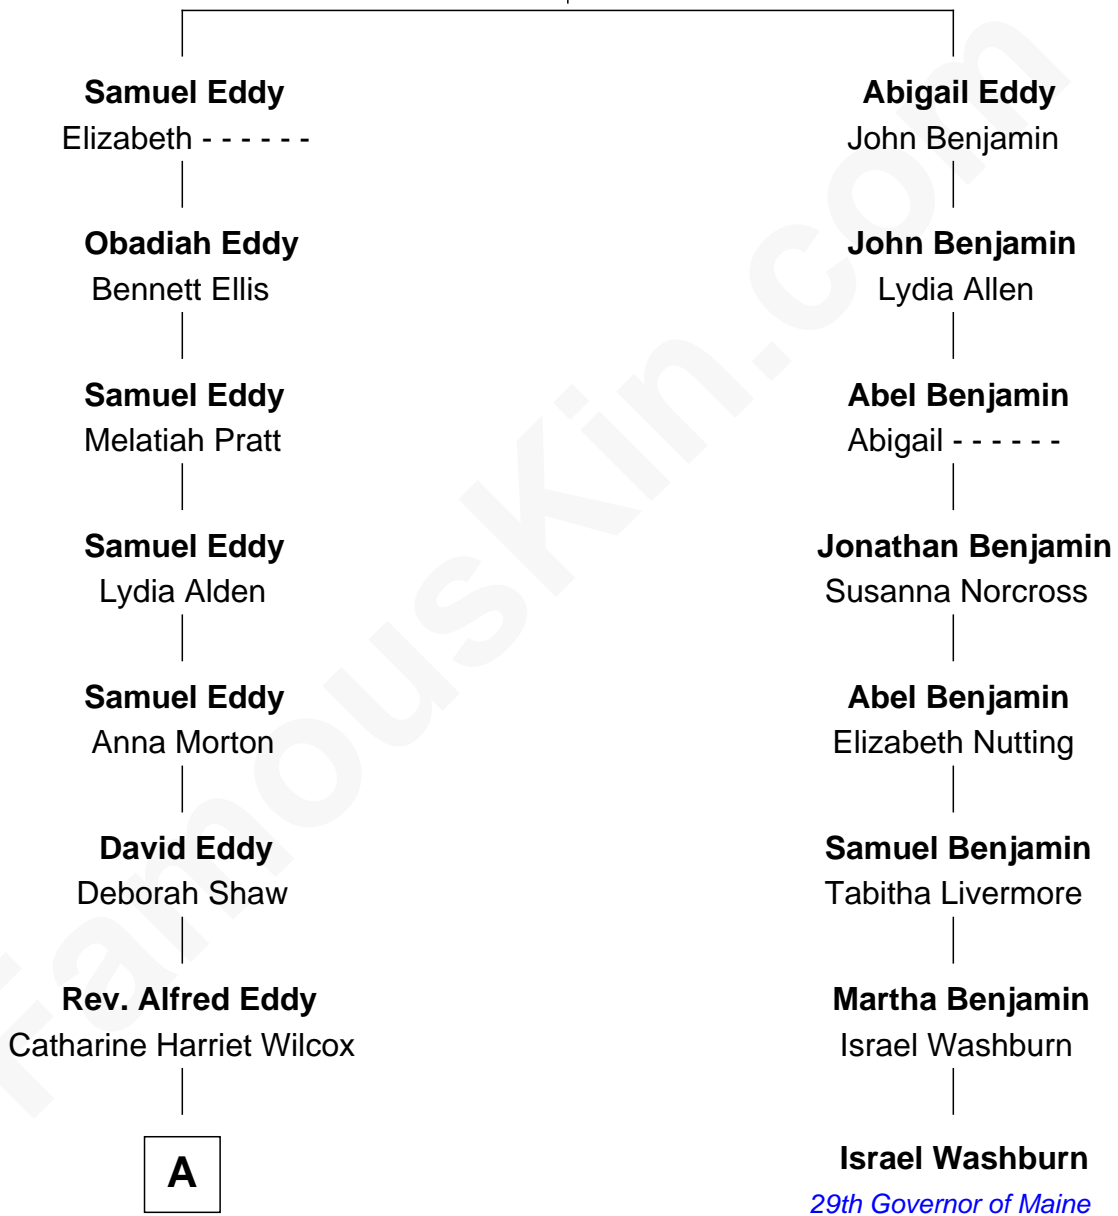 Samuel Eddy
Elizabeth - - - - - -
Obadiah Eddy
Bennett Ellis
Samuel Eddy
Melatiah Pratt
Samuel Eddy
Lydia Alden
Samuel Eddy
Anna Morton
David Eddy
Deborah Shaw
Rev. Alfred Eddy
Catharine Harriet Wilcox
A
Abigail Eddy
John Benjamin
John Benjamin
Lydia Allen
Abel Benjamin
Abigail - - - - - -
Jonathan Benjamin
Susanna Norcross
Abel Benjamin
Elizabeth Nutting
Samuel Benjamin
Tabitha Livermore
Martha Benjamin
Israel Washburn
Israel Washburn
29th Governor of Maine
FamousKin.com